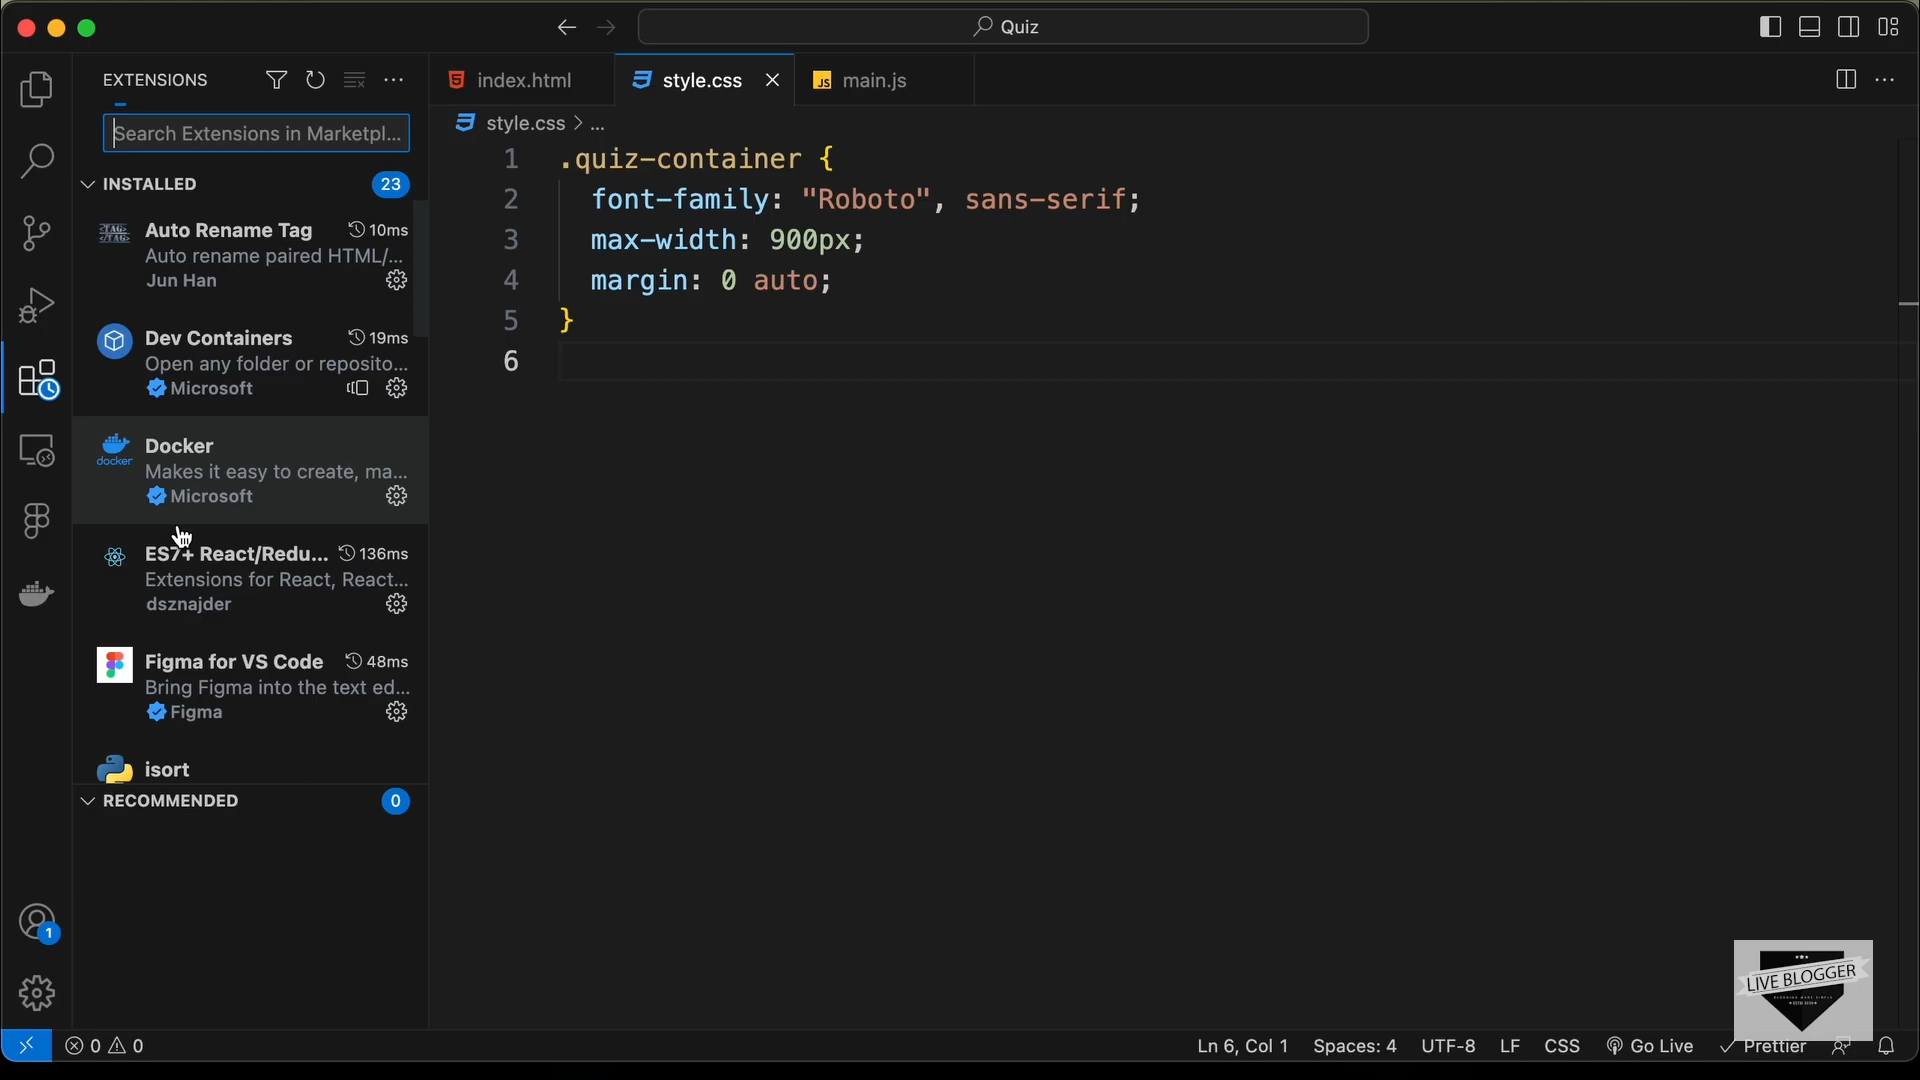 Quiz
EXTENSIONS
Search Extensions in Marketpl...
INSTALLED
23
<TAG>
</TAG>
Auto Rename Tag
10ms
Auto rename paired HTML/...
Jun Han
Dev Containers
19ms
Open any folder or reposito...
Microsoft
docker
Docker
Makes it easy to create, ma...
Microsoft
ES7+ React/Redu...
136ms
Extensions for React, React...
dsznajder
Figma for VS Code
48ms
Bring Figma into the text ed...
Figma
isort
RECOMMENDED
0
1
index.html
style.css
JS
main.js
style.css > ...
1 .quiz-container {
2 font-family: "Roboto", sans-serif;
3 max-width: 900px;
4 margin: 0 auto;
5 }
6
LIVE BLOGGER
0
0
Ln 6, Col 1
Spaces: 4
UTF-8
LF
CSS
Go Live
Prettier